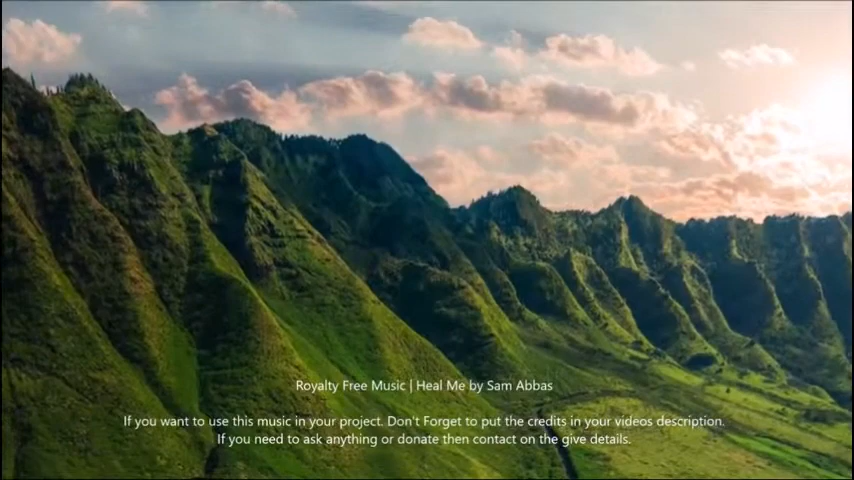 Royalty Free Music | Heal Me by Sam Abbas
If you want to use this music in your project. Don't Forget to put the credits in your videos description.
If you need to ask anything or donate then contact on the give details.